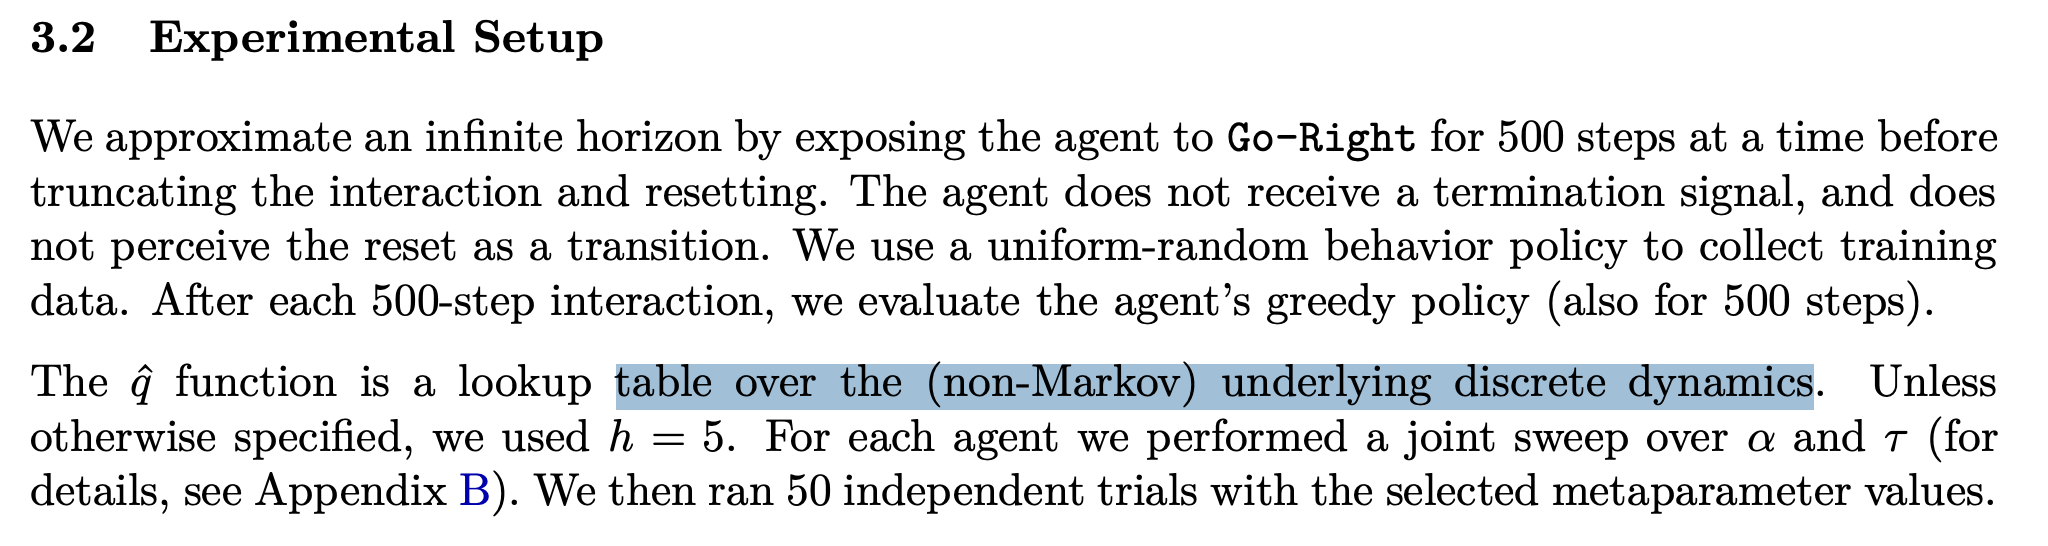 3.2 Experimental Setup
We approximate an infinite horizon by exposing the agent to Go-Right for 500 steps at a time before
truncating the interaction and resetting. The agent does not receive a termination signal, and does
not perceive the reset as a transition. We use a uniform-random behavior policy to collect training
data. After each 500-step interaction, we evaluate the agent's greedy policy (also for 500 steps).
The q̂ function is a lookup table over the (non-Markov) underlying discrete dynamics. Unless
otherwise specified, we used h = 5. For each agent we performed a joint sweep over α and τ (for
details, see Appendix B). We then ran 50 independent trials with the selected metaparameter values.